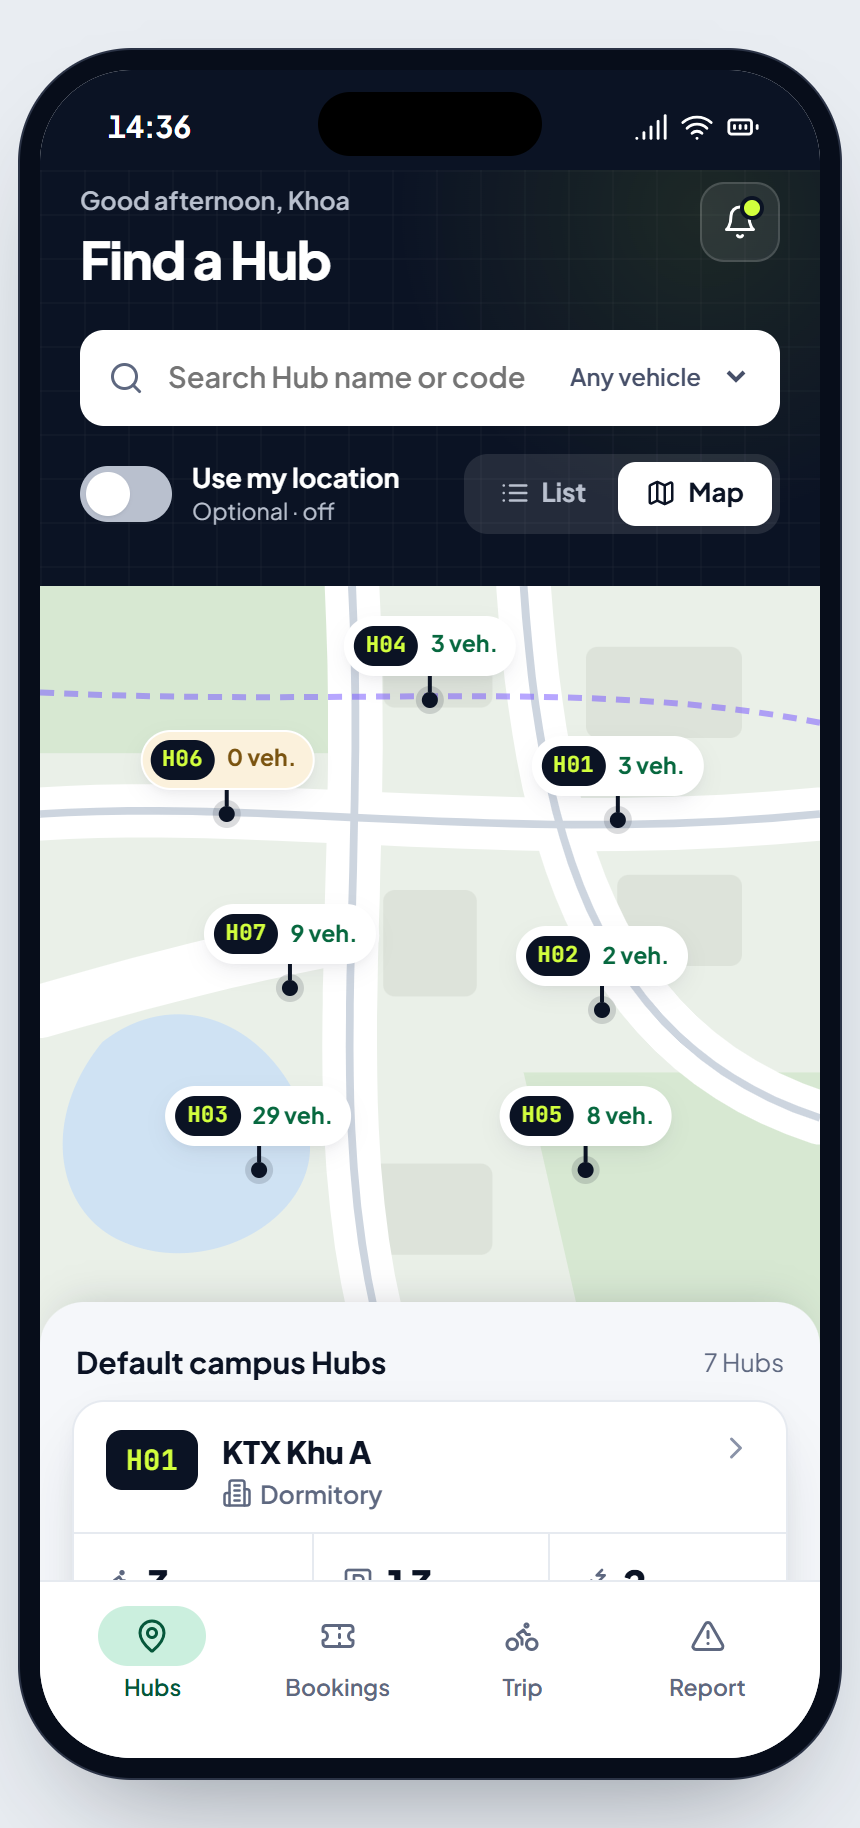 14:36
Good afternoon, Khoa
Find a Hub
Search Hub name or code
Any vehicle
Use my location
Optional · off
List
Map
H04 3 veh.
H06 0 veh.
H01 3 veh.
H07 9 veh.
H02 2 veh.
H03 29 veh.
H05 8 veh.
Default campus Hubs
7 Hubs
H01
KTX Khu A
Dormitory
Hubs
Bookings
Trip
Report